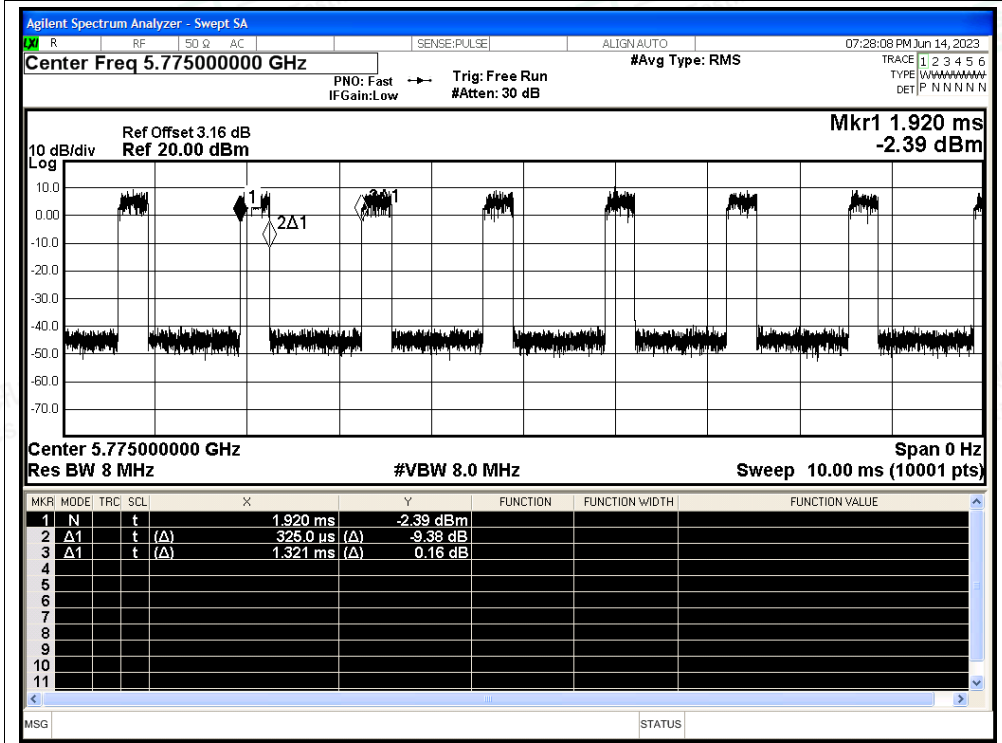 Agilent Spectrum Analyzer - Swept SA
LXI R RF 50 Ω AC SENSE:PULSE ALIGN AUTO 07:28:08 PM Jun 14, 2023
Center Freq 5.775000000 GHz #Avg Type: RMS TRACE 1 2 3 4 5 6
PNO: Fast Trig: Free Run TYPE
IFGain:Low #Atten: 30 dB DET P N N N N N
Mkr1 1.920 ms
Ref Offset 3.16 dB
10 dB/div Ref 20.00 dBm -2.39 dBm
Log
10.0
1
3Δ1
0.00
2Δ1
-10.0
-20.0
-30.0
-40.0
-50.0
-60.0
-70.0
Center 5.775000000 GHz Span 0 Hz
Res BW 8 MHz #VBW 8.0 MHz Sweep 10.00 ms (10001 pts)
MKR MODE TRC SCL X Y FUNCTION FUNCTION WIDTH FUNCTION VALUE
1 N t 1.920 ms -2.39 dBm
2 Δ1 t (Δ) 325.0 µs (Δ) -9.38 dB
3 Δ1 t (Δ) 1.321 ms (Δ) 0.16 dB
4
5
6
7
8
9
10
11
MSG STATUS